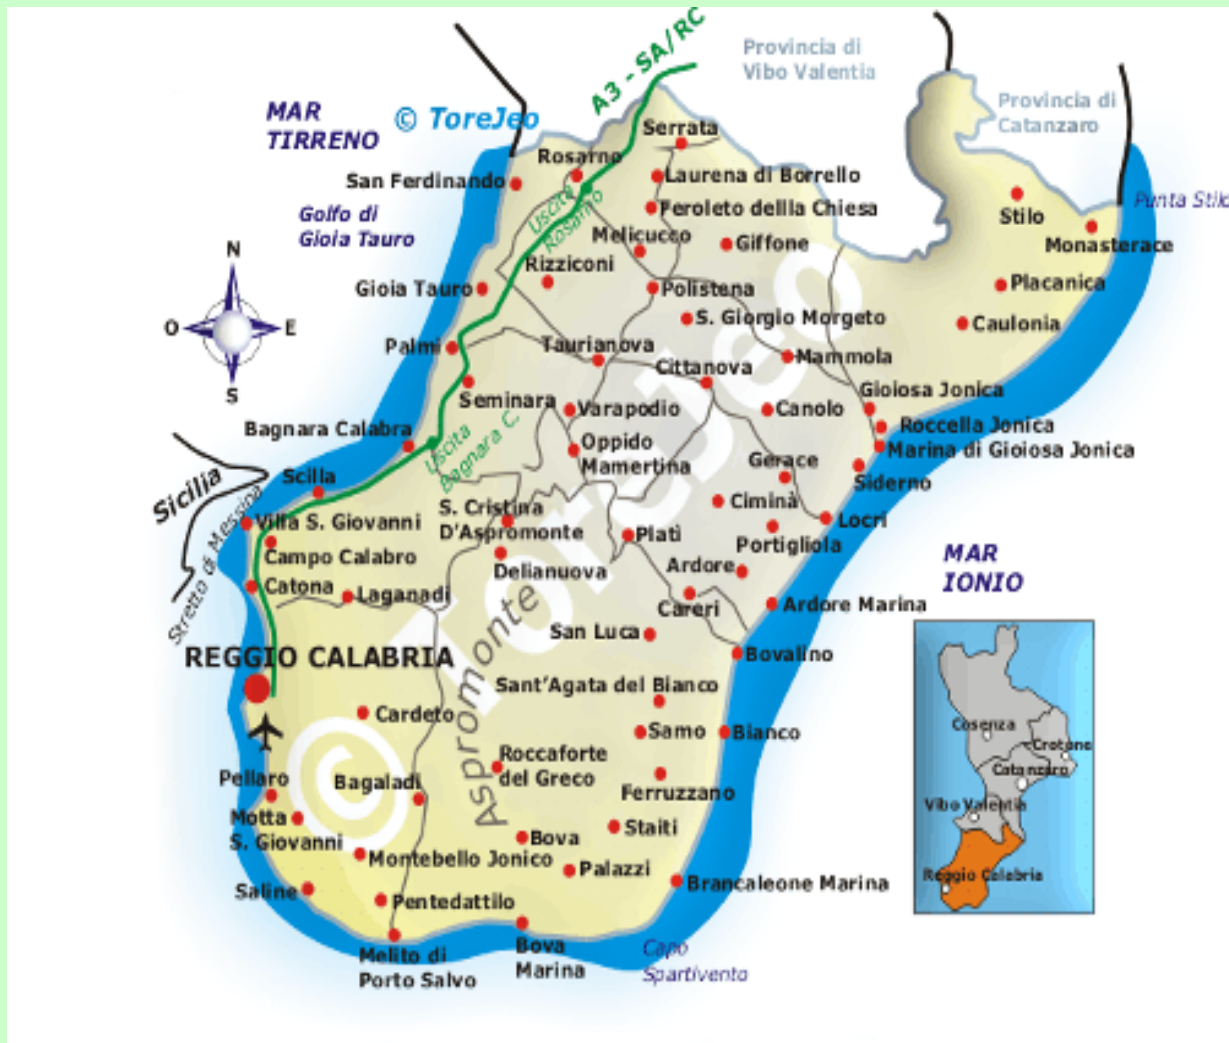 A3 - SA/RC
Provincia di
Vibo Valentia
MAR
TIRRENO
© ToreJeo
Provincia di
Catanzaro
Serrata
Rosarno
San Ferdinando
Laurena di Borrello
Uscita
Rosarno
Feroleto dellla Chiesa
Golfo di
Gioia Tauro
Stilo
Punta Stilo
Melicucco
Giffone
Monasterace
N
Rizziconi
Gioia Tauro
Polistena
Placanica
O
E
S. Giorgio Morgeto
Caulonia
Palmi
Taurianova
Mammola
Cittanova
S
Seminara
Varapodio
Canolo
Gioiosa Jonica
Roccella Jonica
Bagnara Calabra
Uscita
Bagnara C.
Oppido
Mamertina
Marina di Gioiosa Jonica
Gerace
Siderno
Sicilia
Scilla
S. Cristina
D'Aspromonte
Ciminà
Locri
Stretto di Messina
Villa S. Giovanni
Campo Calabro
Platì
Portigliola
MAR
IONIO
Delianuova
Ardore
Catona
Laganadi
Careri
Ardore Marina
Aspromonte
© ToreJeo
San Luca
REGGIO CALABRIA
Bovalino
Sant'Agata del Bianco
Cardeto
Samo
Bianco
Cosenza
Crotone
Catanzaro
Vibo Valentia
Reggio Calabria
Roccaforte
del Greco
Pellaro
Bagaladi
Ferruzzano
Motta
S. Giovanni
Staiti
Bova
Montebello Jonico
Palazzi
Saline
Brancaleone Marina
Pentedattilo
Melito di
Porto Salvo
Bova
Marina
Capo
Spartivento